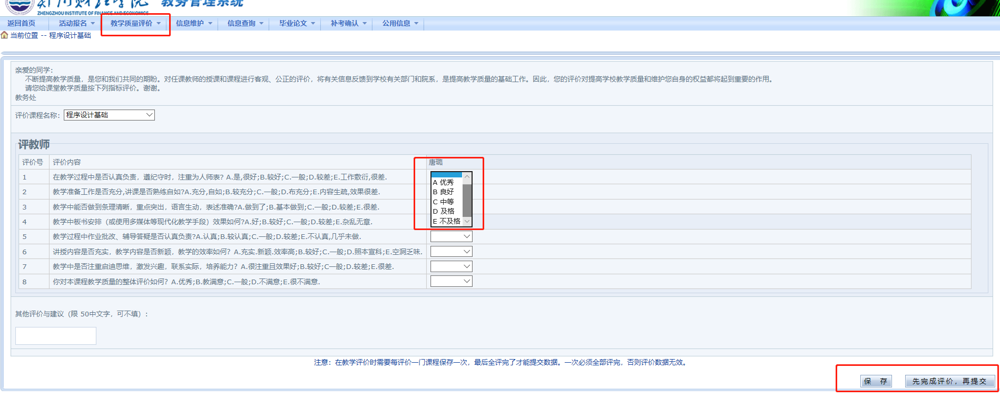 教务管理系统
ZHENGZHOU INSTITUTE OF FINANCE AND ECONOMICS
返回首页 活动报名 教学质量评价 信息维护 信息查询 毕业论文 补考确认 公用信息
当前位置 -- 程序设计基础
亲爱的同学：
不断提高教学质量，是您和我们共同的期盼。对任课教师的授课和课程进行客观、公正的评价，将有关信息反馈到学校有关部门和院系，是提高教学质量的基础工作。因此，您的评价对提高学校教学质量和维护您自身的权益都将起到重要的作用。
请您给课堂教学质量按下列指标评价。谢谢。
教务处
评价课程名称： 程序设计基础
评教师
评价号 评价内容 唐璐
1 在教学过程中是否认真负责，遵纪守时，注重为人师表？A.是,很好;B.较好;C.一般;D.较差;E.工作敷衍,很差.
2 教学准备工作是否充分,讲课是否熟练自如?A.充分,自如;B.较充分;C.一般;D.布充分;E.内容生疏,效果很差.
3 教学中能否做到条理清晰，重点突出，语言生动，表述准确?A.做到了;B.基本做到;C.一般;D.较差;E.很差.
4 教学中板书安排（或使用多媒体等现代化教学手段）效果如何?A.好;B.较好;C.一般;D.较差;E.杂乱无章.
5 教学过程中作业批改、辅导答疑是否认真负责?A.认真;B.较认真;C.一般;D.较差;E.不认真,几乎未做.
6 讲授内容是否充实，教学内容是否新颖，教学的效率如何？A.充实.新颖.效率高;B.较好;C.一般;D.照本宣科;E.空洞乏味.
7 教学中是否注重启迪思维，激发兴趣，联系实际，培养能力？A.很注重且效果好;B.较好;C一般;D.较差;E.很差.
8 你对本课程教学质量的整体评价如何？A.优秀;B.教满意;C.一般;D.不满意;E.很不满意.
A 优秀
B 良好
C 中等
D 及格
E 不及格
其他评价与建议（限 50中文字，可不填）：
注意：在教学评价时需要每评价一门课程保存一次，最后全评完了才能提交数据。一次必须全部评完，否则评价数据无效。
保 存 先完成评价，再提交